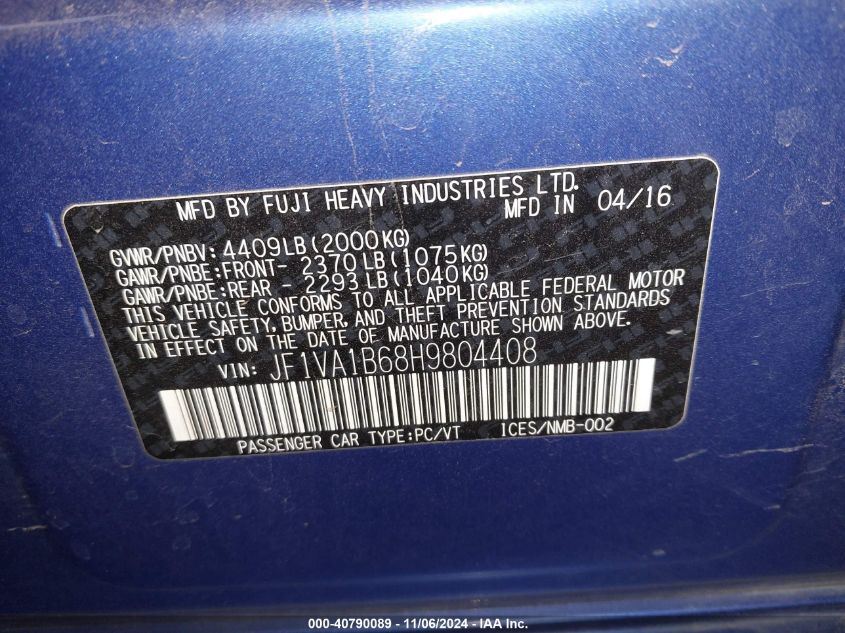 MFD BY FUJI HEAVY INDUSTRIES LTD.
MFD IN 04/16
GVWR/PNBV: 4409LB(2000KG)
GAWR/PNBE:FRONT- 2370LB(1075KG)
GAWR/PNBE:REAR - 2293LB(1040KG)
THIS VEHICLE CONFORMS TO ALL APPLICABLE FEDERAL MOTOR
VEHICLE SAFETY, BUMPER, AND THEFT PREVENTION STANDARDS
IN EFFECT ON THE DATE OF MANUFACTURE SHOWN ABOVE.
VIN: JF1VA1B68H9804408
PASSENGER CAR TYPE:PC/VT ICES/NMB-002
000-40790089 - 11/06/2024 - IAA Inc.